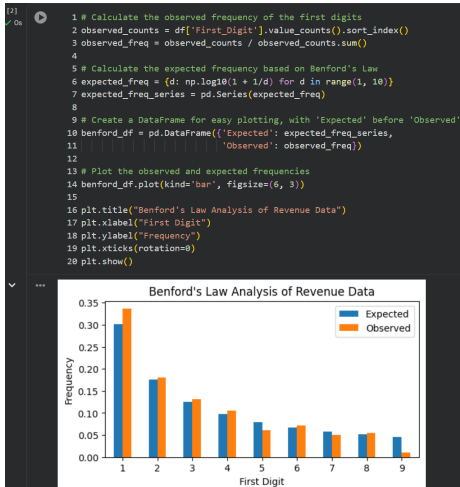 [2]
0s
1 # Calculate the observed frequency of the first digits
2 observed_counts = df['First_Digit'].value_counts().sort_index()
3 observed_freq = observed_counts / observed_counts.sum()
4
5 # Calculate the expected frequency based on Benford's Law
6 expected_freq = {d: np.log10(1 + 1/d) for d in range(1, 10)}
7 expected_freq_series = pd.Series(expected_freq)
8
9 # Create a DataFrame for easy plotting, with 'Expected' before 'Observed'
10 benford_df = pd.DataFrame({'Expected': expected_freq_series,
11                            'Observed': observed_freq})
12
13 # Plot the observed and expected frequencies
14 benford_df.plot(kind='bar', figsize=(6, 3))
15
16 plt.title("Benford's Law Analysis of Revenue Data")
17 plt.xlabel("First Digit")
18 plt.ylabel("Frequency")
19 plt.xticks(rotation=0)
20 plt.show()
Benford's Law Analysis of Revenue Data
Expected
Observed
Frequency
0.35
0.30
0.25
0.20
0.15
0.10
0.05
0.00
1 2 3 4 5 6 7 8 9
First Digit